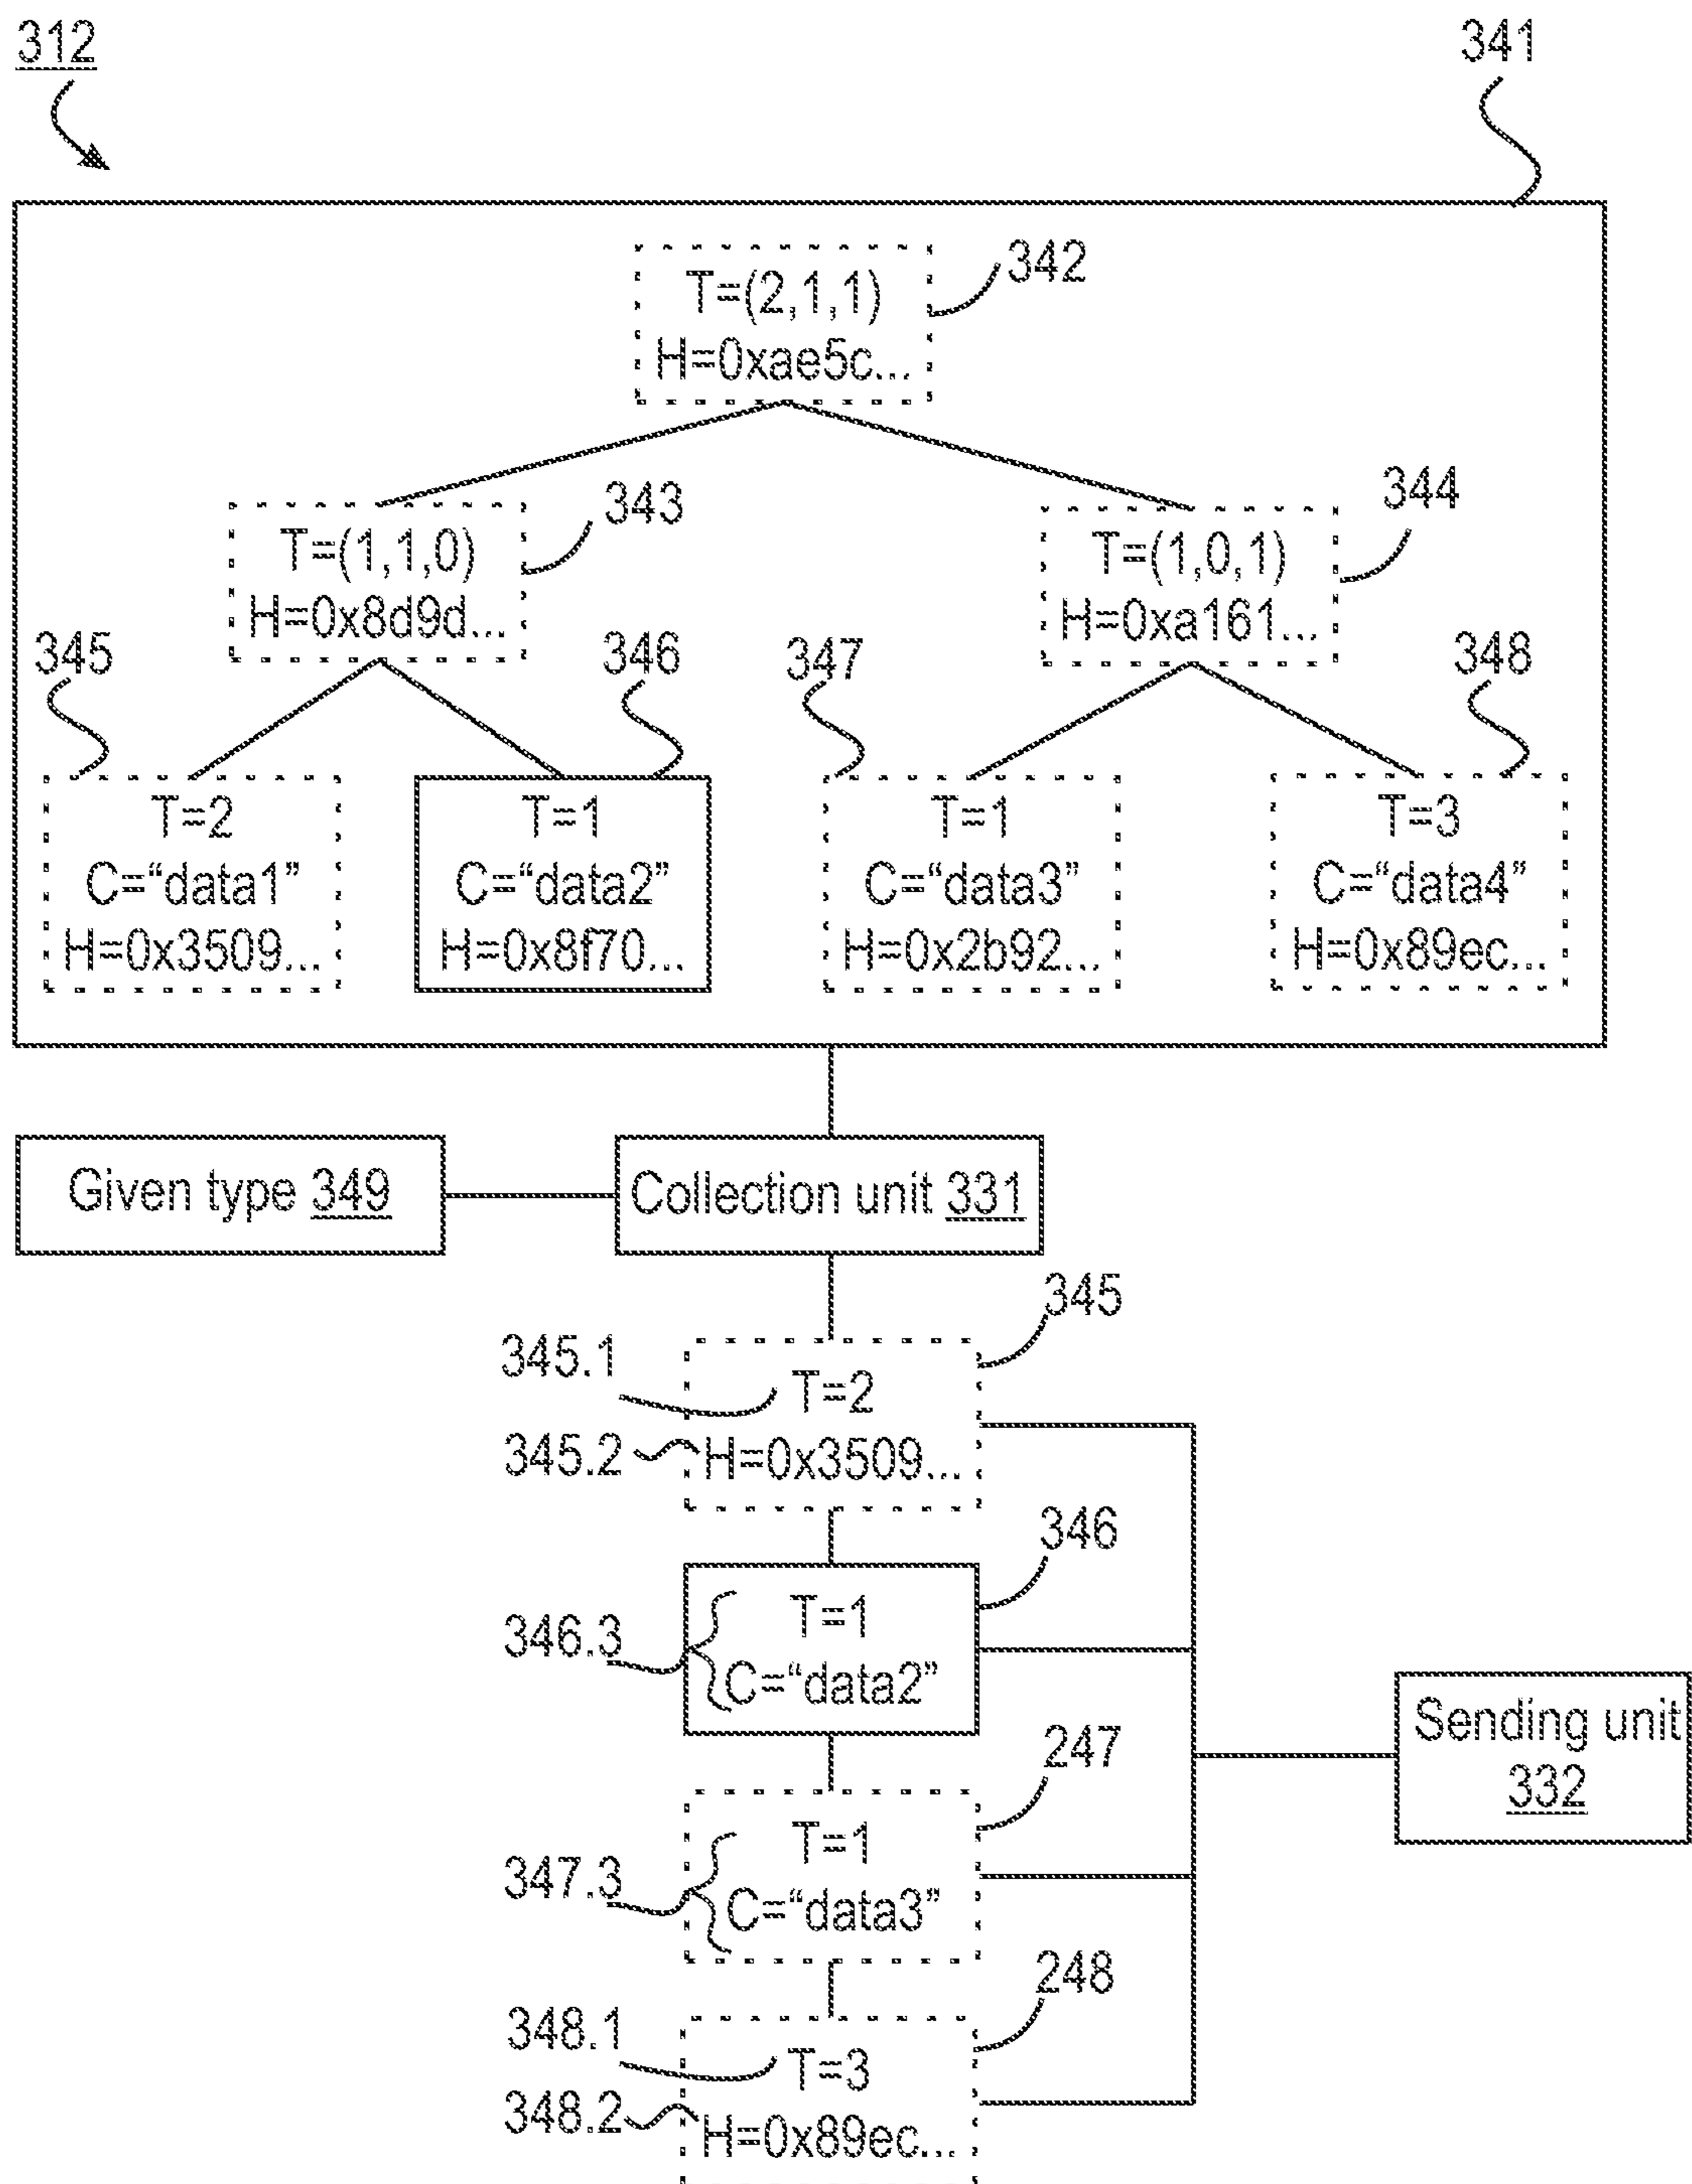 312
341
T=(2,1,1)
H=0xae5c...
342
T=(1,1,0)
H=0x8d9d...
343
T=(1,0,1)
H=0xa161...
344
345
346
347
348
T=2
C=“data1”
H=0x3509...
T=1
C=“data2”
H=0x8f70...
T=1
C=“data3”
H=0x2b92...
T=3
C=“data4”
H=0x89ec...
Given type 349
Collection unit 331
345
345.1
T=2
345.2
H=0x3509...
346
T=1
346.3
C=“data2”
247
T=1
347.3
C=“data3”
248
348.1
T=3
348.2
H=0x89ec...
Sending unit
332